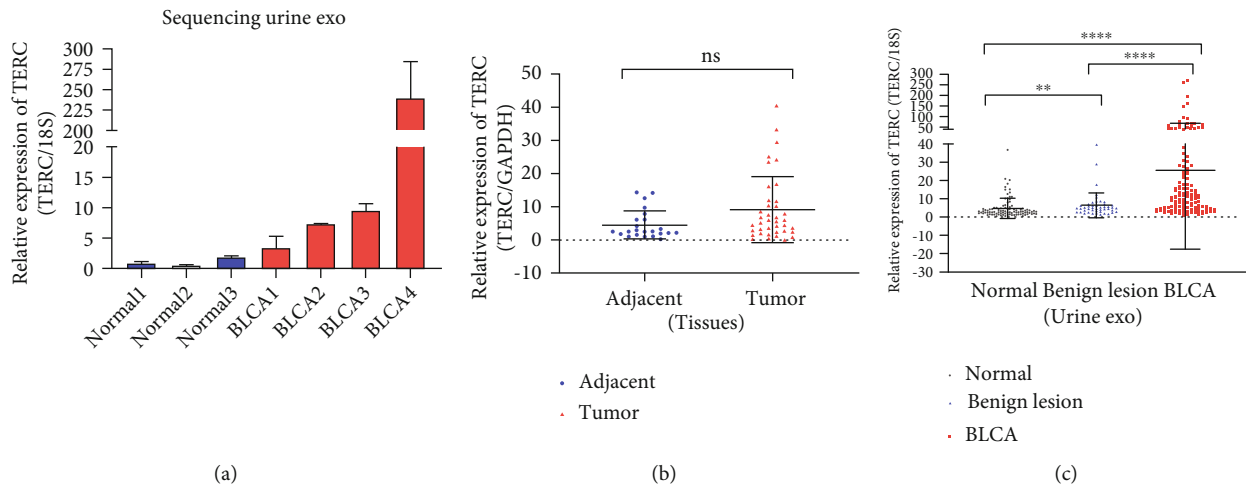 (a)
Sequencing urine exo
Relative expression of TERC
(TERC/18S)
300
275
250
225
200
20
15
10
5
0
Normal1
Normal2
Normal3
BLCA1
BLCA2
BLCA3
BLCA4
(b)
ns
Relative expression of TERC
(TERC/GAPDH)
50
40
30
20
10
0
-10
Adjacent
Tumor
(Tissues)
Adjacent
Tumor
(c)
****
****
**
Relative expression of TERC (TERC/18S)
300
250
200
150
100
50
40
30
20
10
0
-10
-20
-30
Normal Benign lesion BLCA
(Urine exo)
Normal
Benign lesion
BLCA